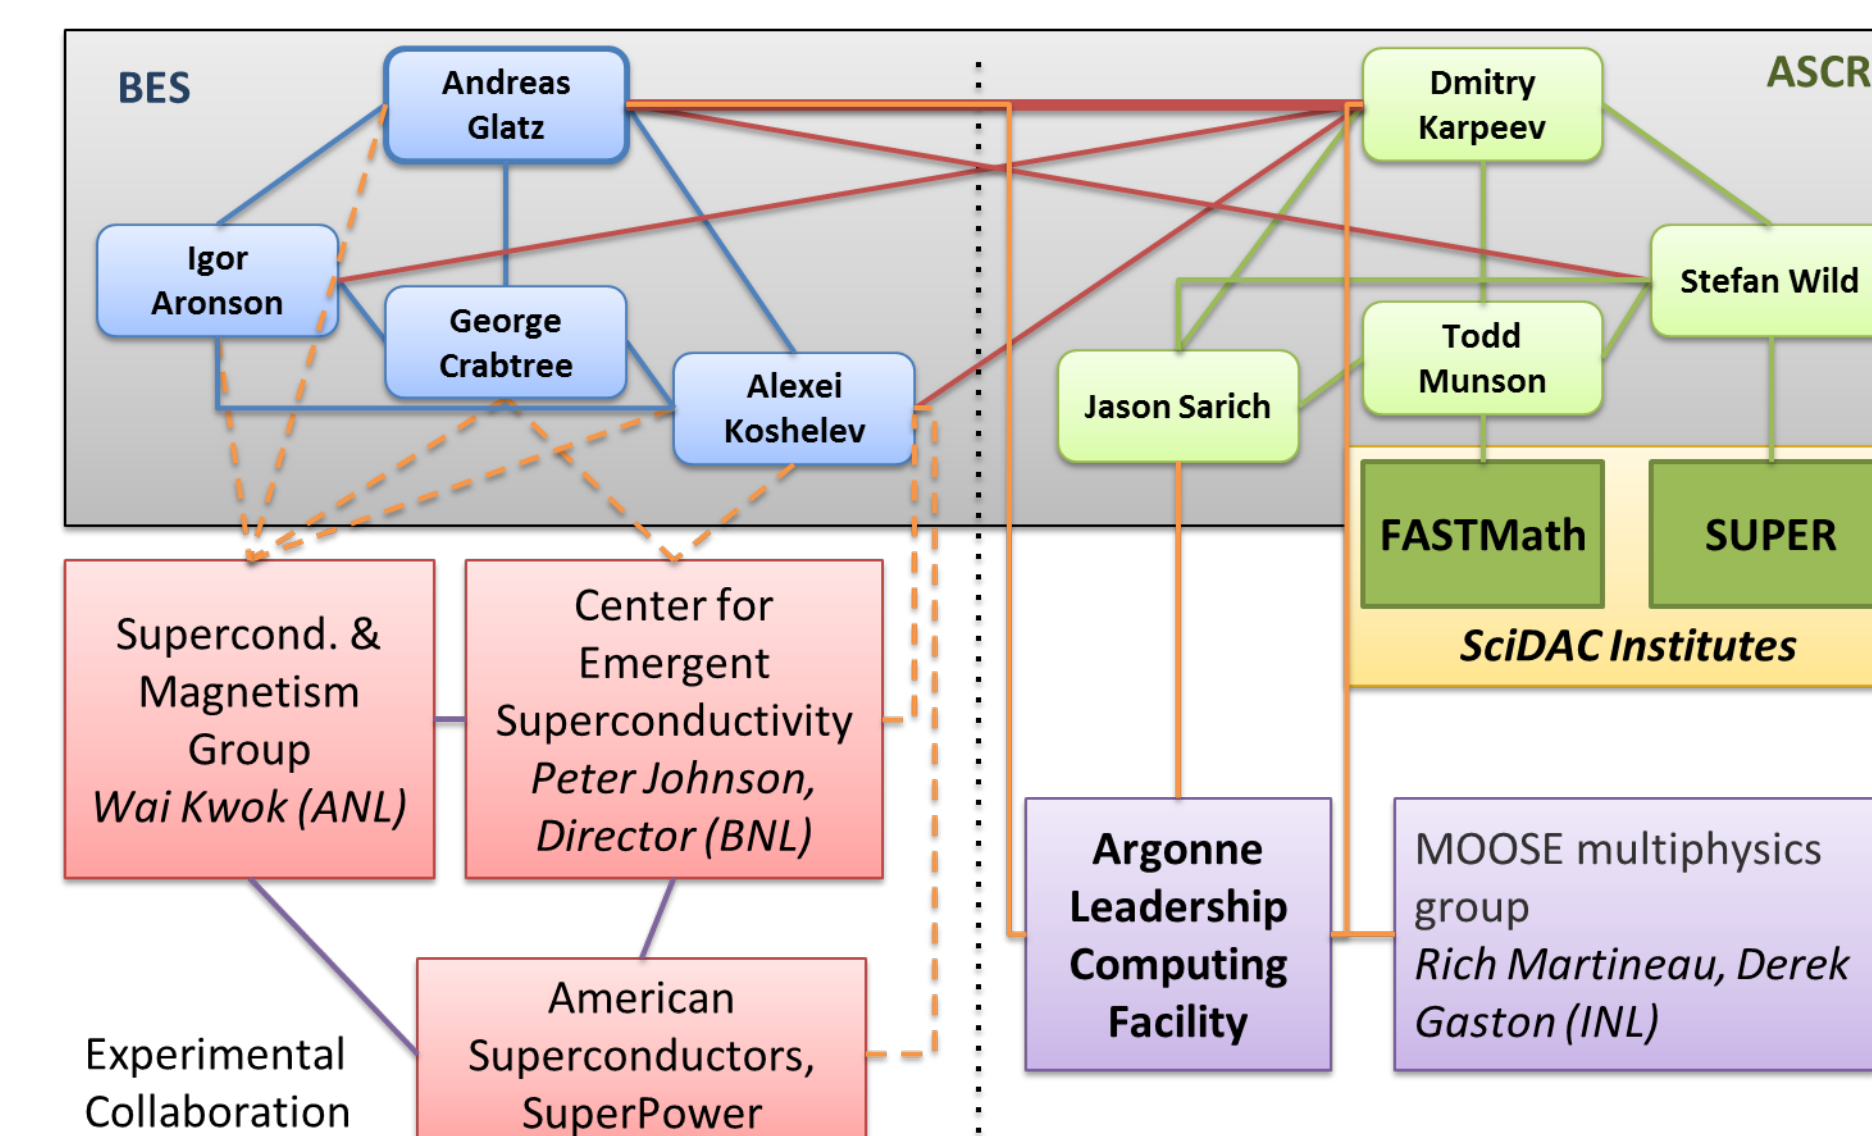 BES
Andreas
Glatz
Dmitry
Karpeev
ASCR
Igor
Aronson
George
Crabtree
Alexei
Koshelev
Jason Sarich
Todd
Munson
Stefan Wild
FASTMath
SUPER
SciDAC Institutes
Supercond. &
Magnetism
Group
Wai Kwok (ANL)
Center for
Emergent
Superconductivity
Peter Johnson,
Director (BNL)
Argonne
Leadership
Computing
Facility
MOOSE multiphysics
group
Rich Martineau, Derek
Gaston (INL)
American
Superconductors,
SuperPower
Experimental
Collaboration